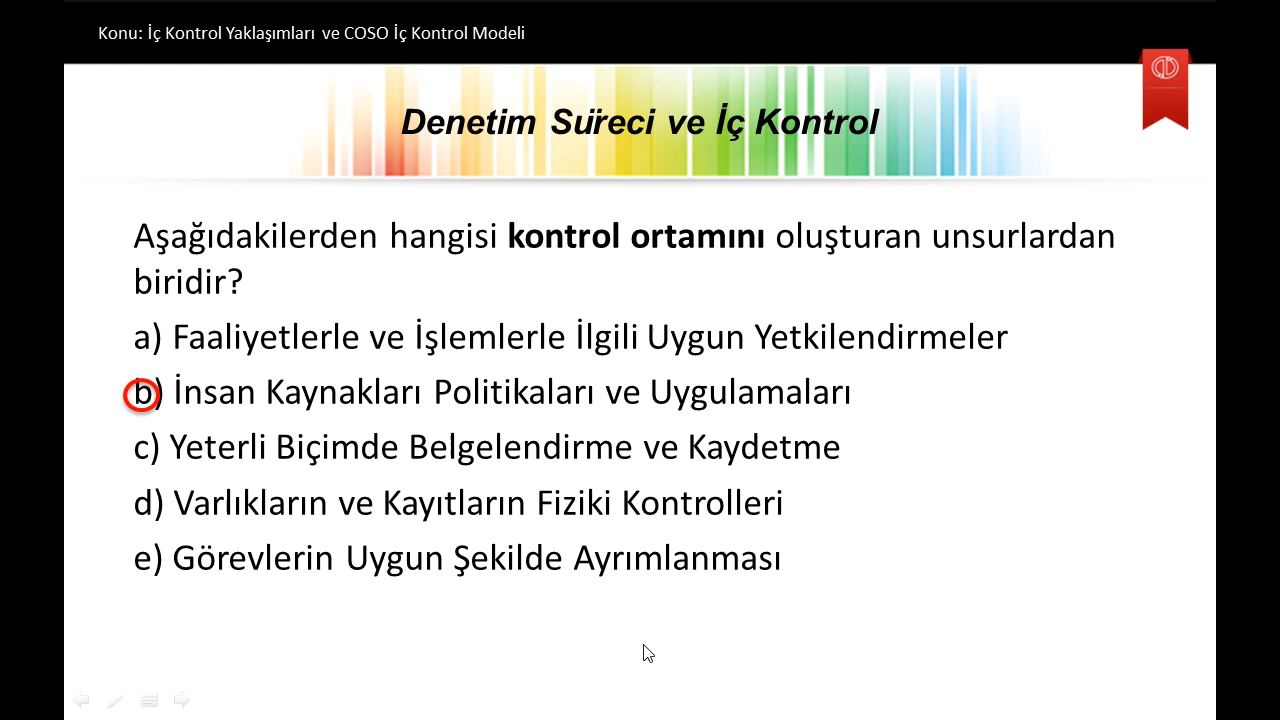 Konu: İç Kontrol Yaklaşımları ve COSO İç Kontrol Modeli
Denetim Süreci ve İç Kontrol
Aşağıdakilerden hangisi kontrol ortamını oluşturan unsurlardan
biridir?
a) Faaliyetlerle ve İşlemlerle İlgili Uygun Yetkilendirmeler
b) İnsan Kaynakları Politikaları ve Uygulamaları
c) Yeterli Biçimde Belgelendirme ve Kaydetme
d) Varlıkların ve Kayıtların Fiziki Kontrolleri
e) Görevlerin Uygun Şekilde Ayrımlanması